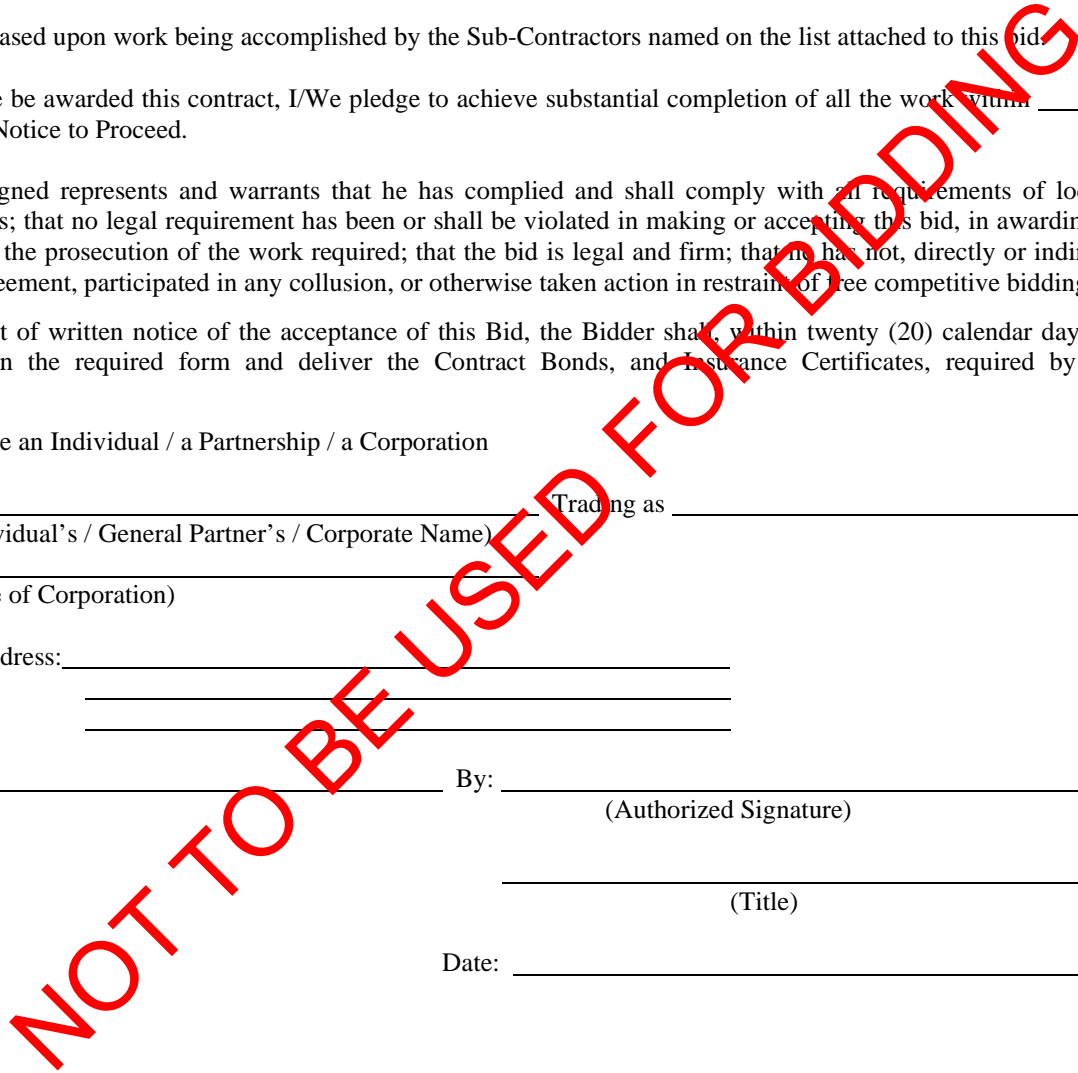 ased upon work being accomplished by the Sub-Contractors named on the list attached to this bid.
e be awarded this contract, I/We pledge to achieve substantial completion of all the work within
Notice to Proceed.
gned represents and warrants that he has complied and shall comply with all requirements of lo
s; that no legal requirement has been or shall be violated in making or accepting this bid, in awardin
the prosecution of the work required; that the bid is legal and firm; that he has not, directly or indi
eement, participated in any collusion, or otherwise taken action in restraint of free competitive bidding
t of written notice of the acceptance of this Bid, the Bidder shall, within twenty (20) calendar day
n the required form and deliver the Contract Bonds, and Insurance Certificates, required by
e an Individual / a Partnership / a Corporation
Trading as
vidual's / General Partner's / Corporate Name)
e of Corporation)
dress:
By:
(Authorized Signature)
(Title)
Date:
NOT TO BE USED FOR BIDDING